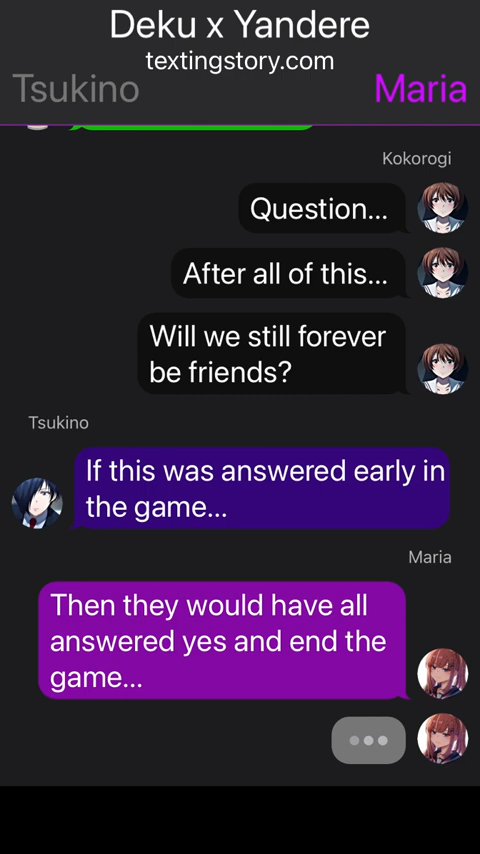 Deku x Yandere
textingstory.com
Tsukino
Maria
Kokorogi
Question...
After all of this...
Will we still forever
be friends?
Tsukino
If this was answered early in
the game...
Maria
Then they would have all
answered yes and end the
game...